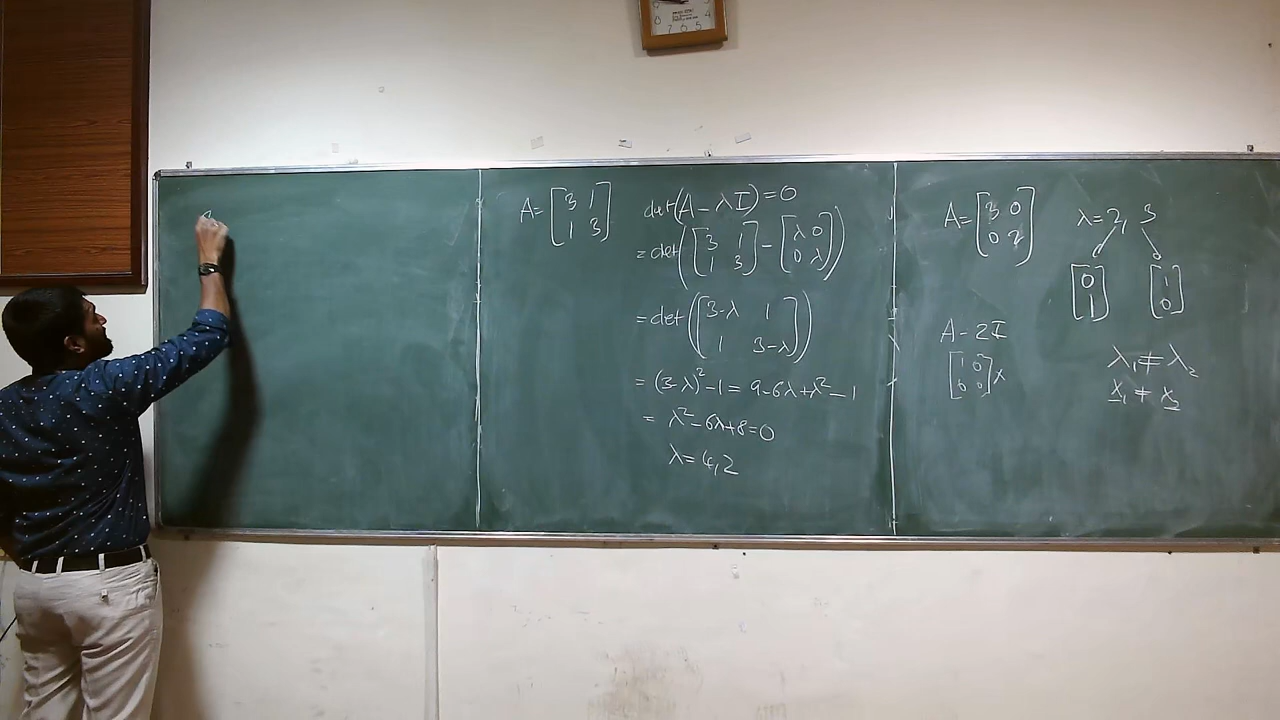 A = [3 1; 1 3]
det(A - λI) = 0
= det([3 1; 1 3] - [λ 0; 0 λ])
= det([3-λ 1; 1 3-λ])
= (3-λ)² - 1 = 9 - 6λ + λ² - 1
= λ² - 6λ + 8 = 0
λ = 4, 2
A = [3 0; 0 2] λ = 2, 3
[0; 1] [1; 0]
A - 2I
[1 0; 0 0] x
λ₁ ≠ λ₂
x₁ ≠ x₂